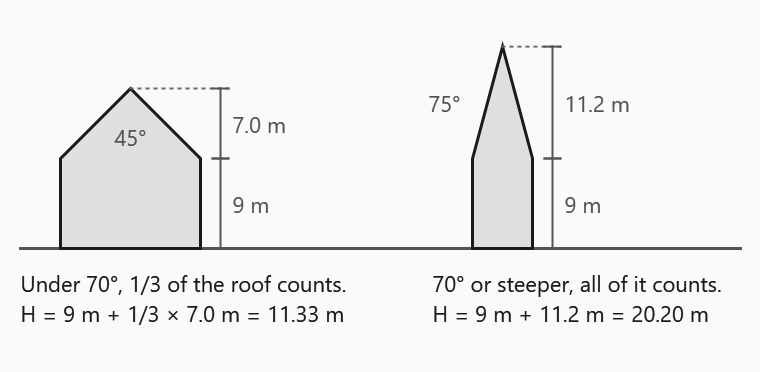 45°
7.0 m
9 m
75°
11.2 m
9 m
Under 70°, 1/3 of the roof counts.
H = 9 m + 1/3 × 7.0 m = 11.33 m
70° or steeper, all of it counts.
H = 9 m + 11.2 m = 20.20 m